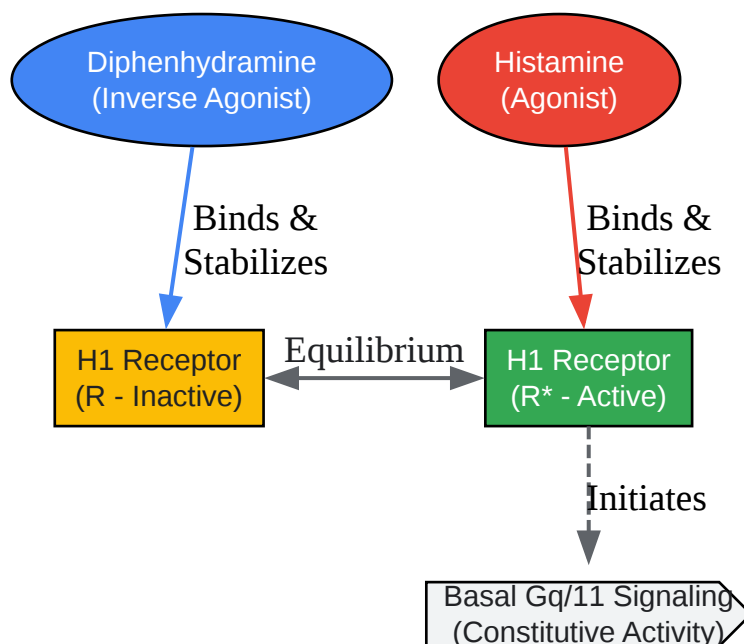 Diphenhydramine
(Inverse Agonist)
Histamine
(Agonist)
Binds &
Stabilizes
Binds &
Stabilizes
H1 Receptor
(R - Inactive)
Equilibrium
H1 Receptor
(R* - Active)
Initiates
Basal Gq/11 Signaling
(Constitutive Activity)